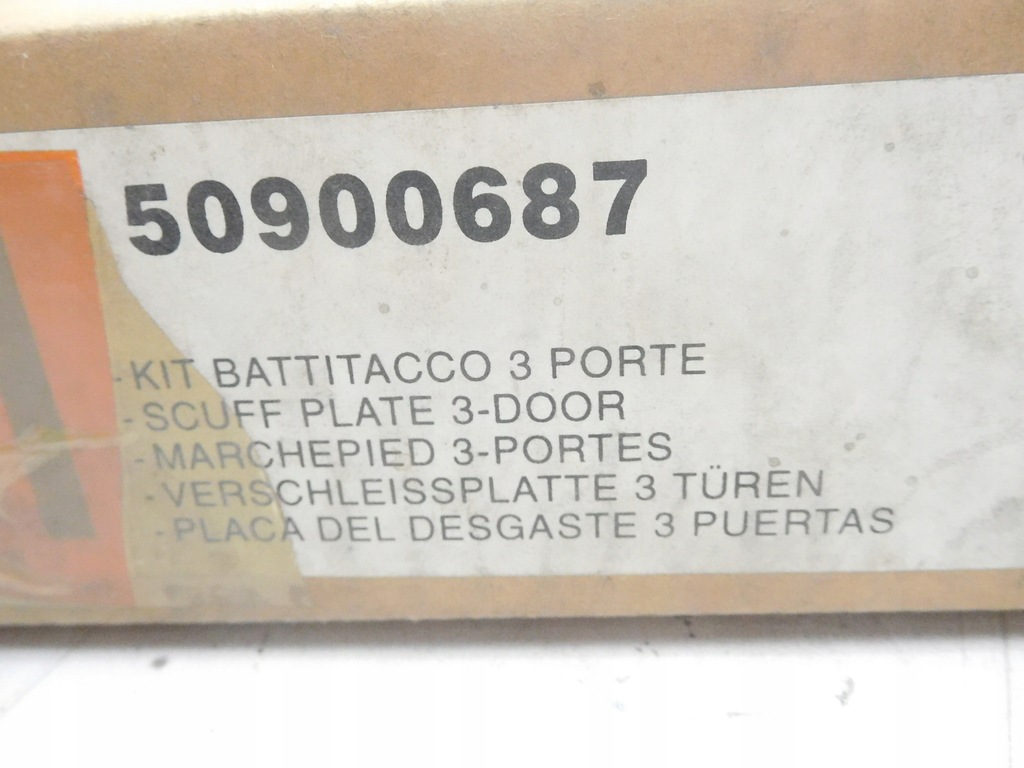 50900687
- KIT BATTITACCO 3 PORTE
- SCUFF PLATE 3-DOOR
- MARCHEPIED 3-PORTES
- VERSCHLEISSPLATTE 3 TÜREN
- PLACA DEL DESGASTE 3 PUERTAS